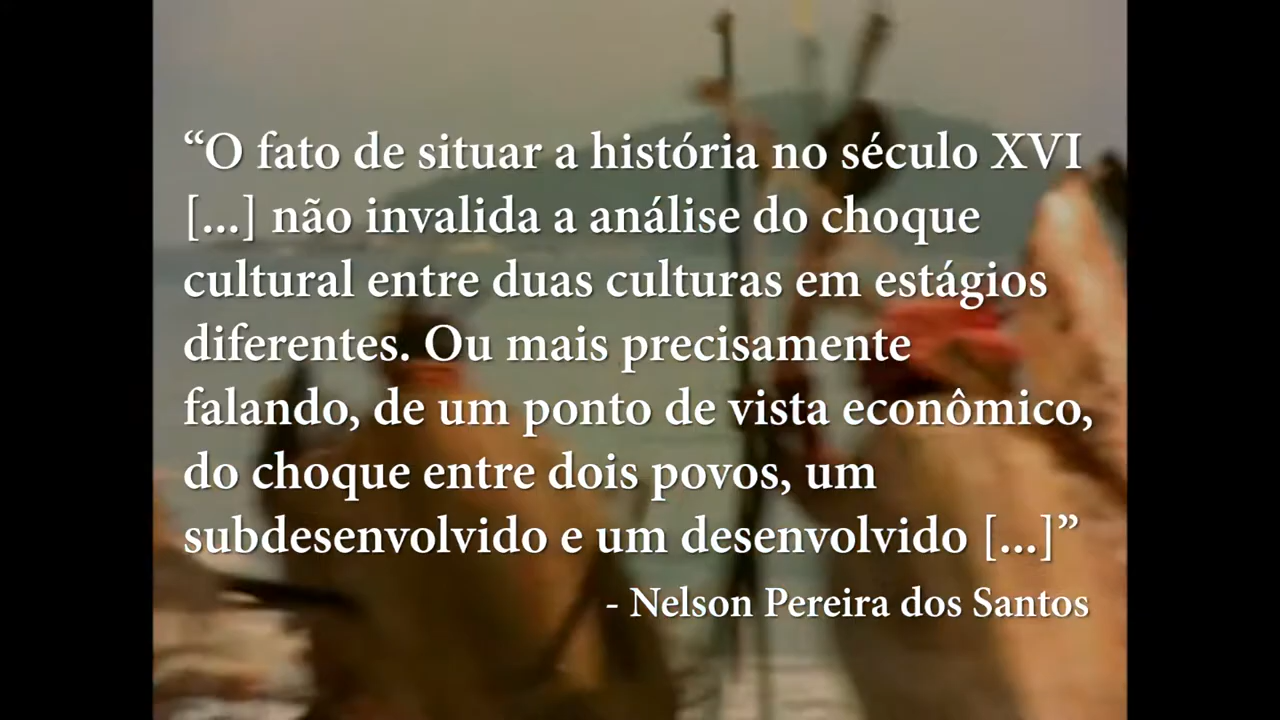 “O fato de situar a história no século XVI
[...] não invalida a análise do choque
cultural entre duas culturas em estágios
diferentes. Ou mais precisamente
falando, de um ponto de vista econômico,
do choque entre dois povos, um
subdesenvolvido e um desenvolvido [...]”
- Nelson Pereira dos Santos